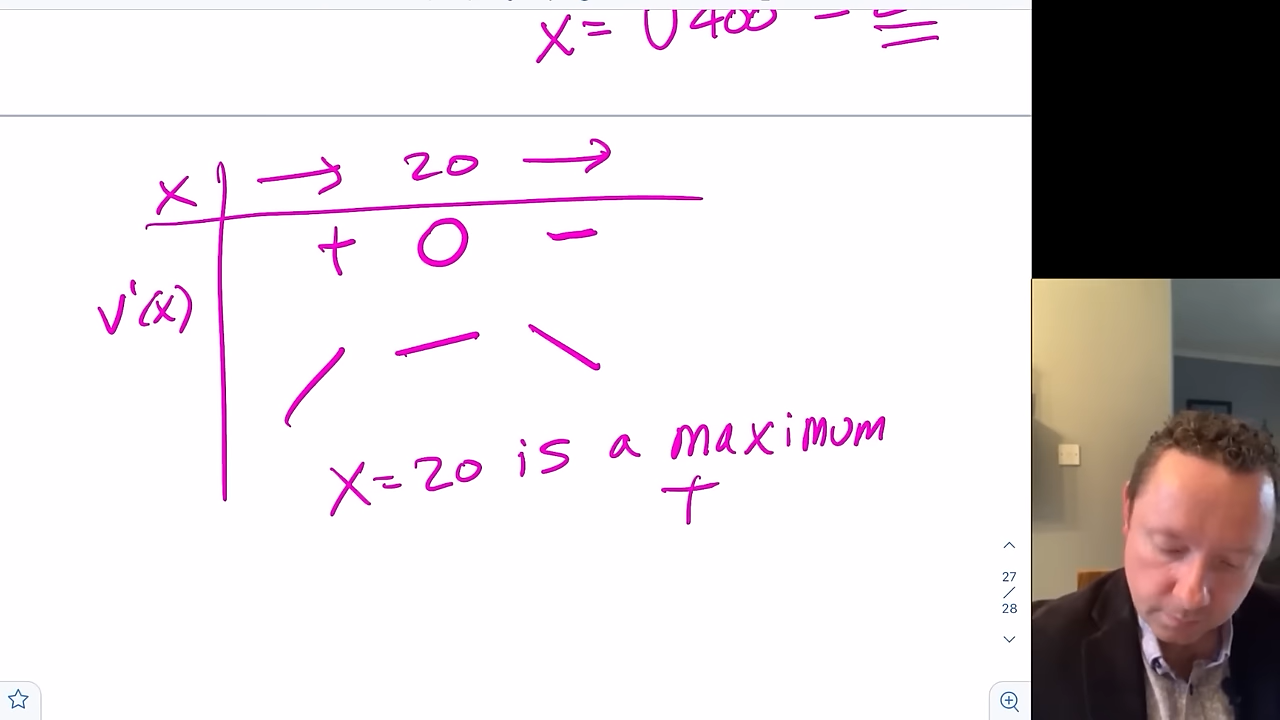 x = √400 =
x → 20 →
+ 0 -
v'(x)
x = 20 is a maximum
T
27
/
28